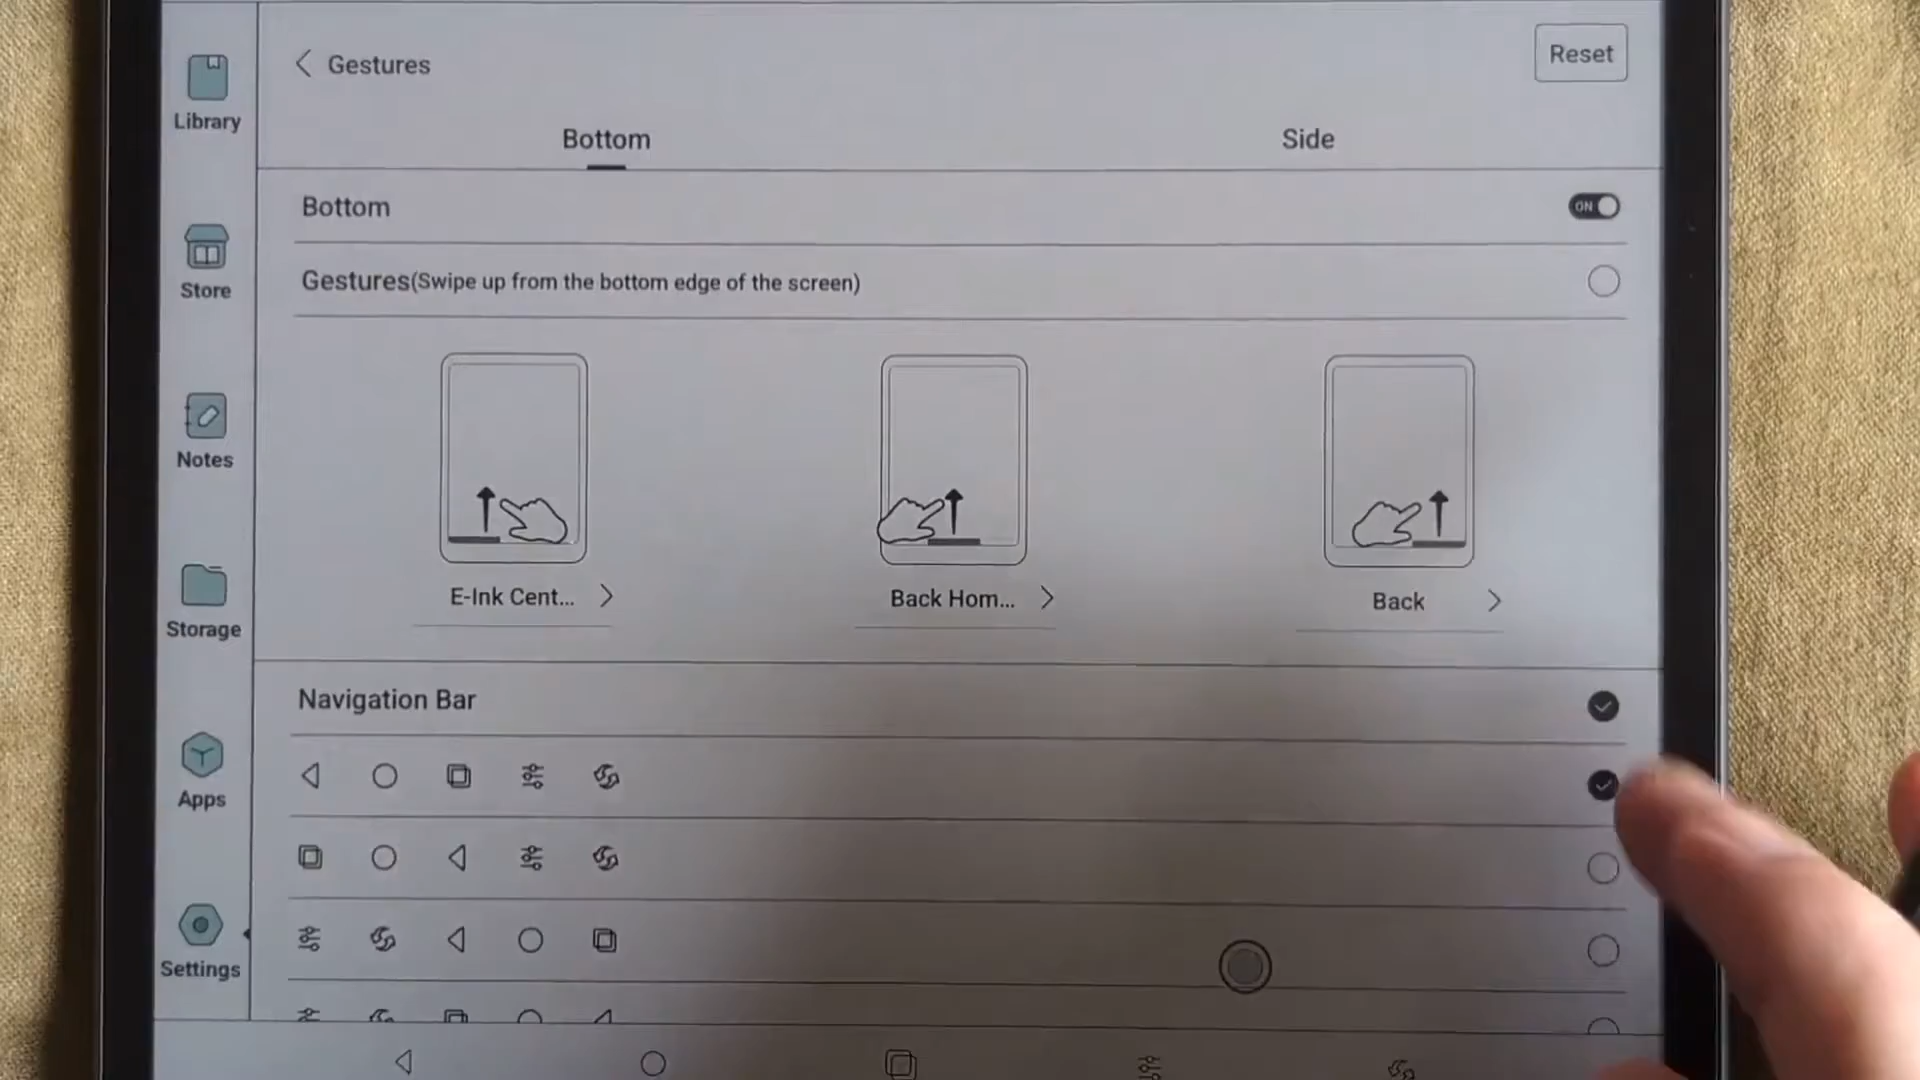 Gestures
Reset
Library
Bottom
Side
Bottom
ON
Store
Gestures(Swipe up from the bottom edge of the screen)
Notes
E-Ink Cent...
Back Hom...
Back
Storage
Navigation Bar
Apps
Settings